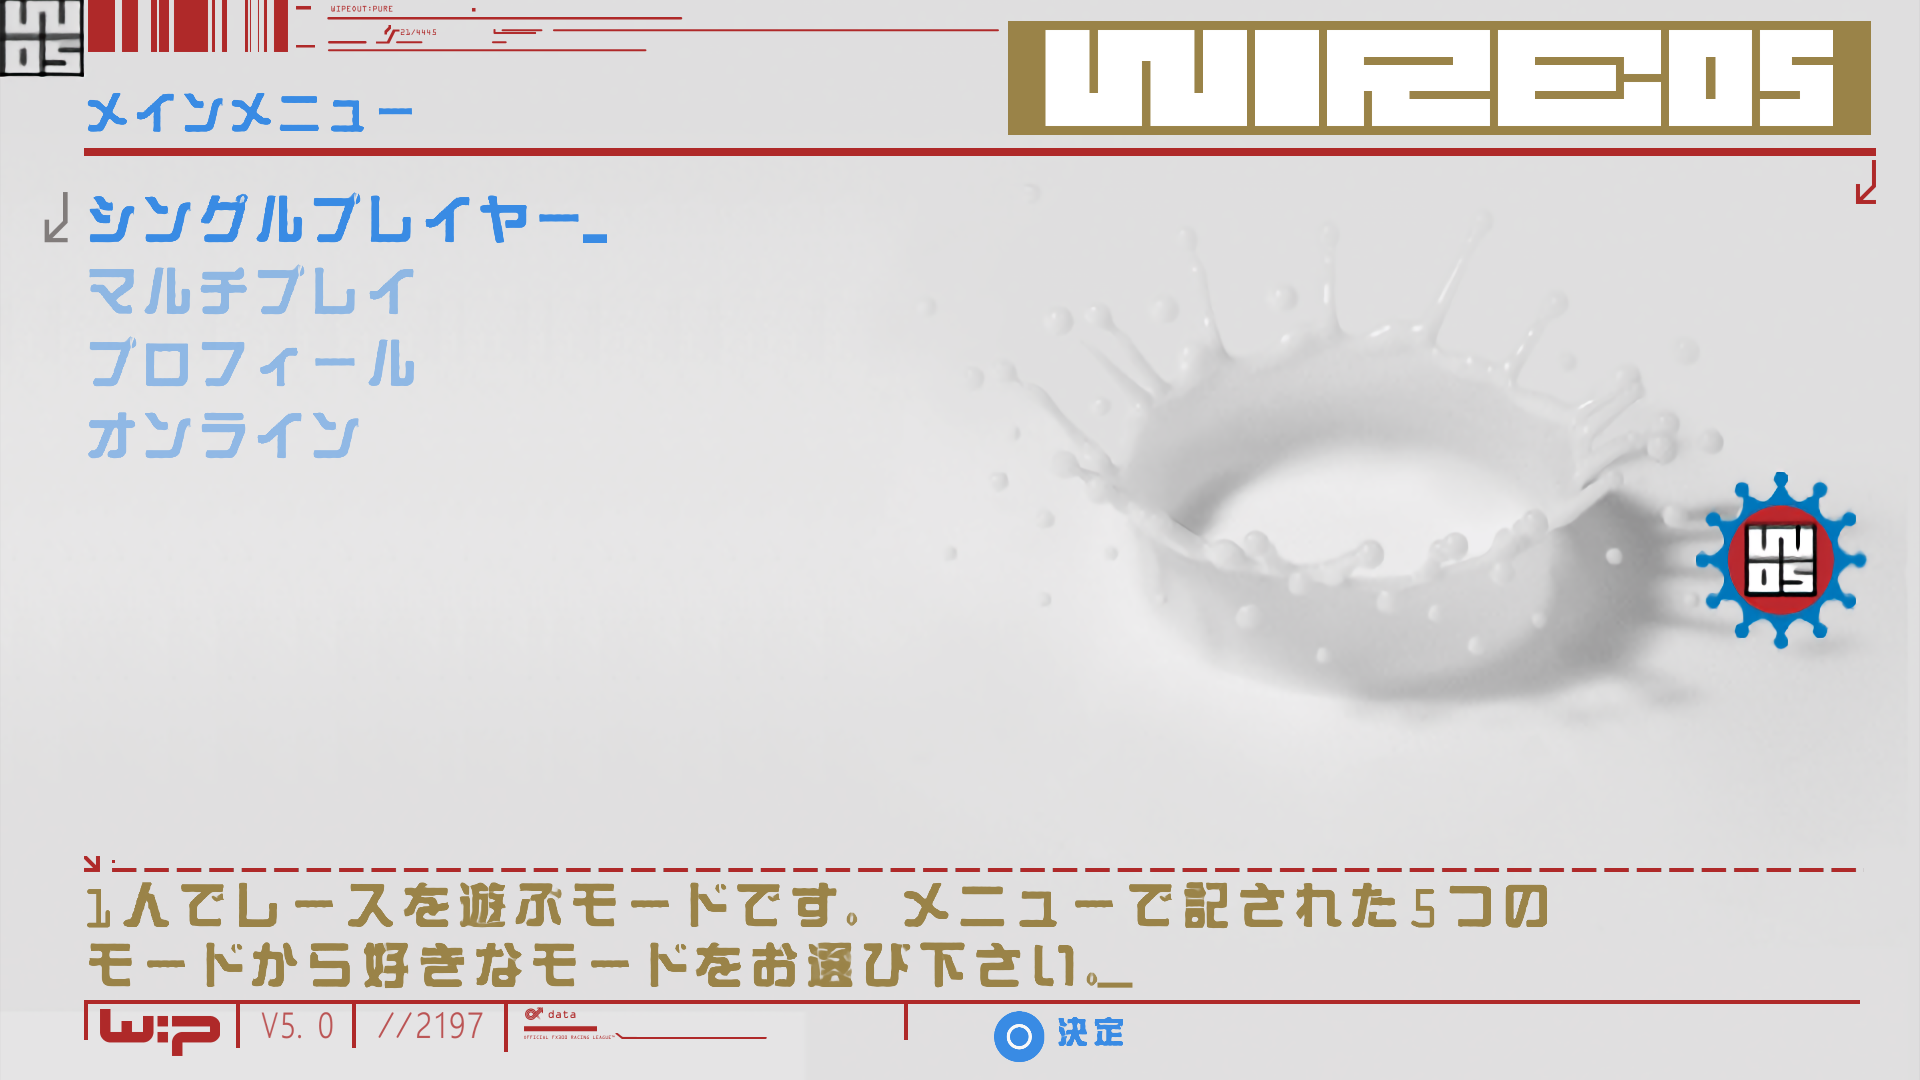 WIPEOUT:PURE
21/4445
WIRE:OS
メインメニュー
シングルプレイヤー_
マルチプレイ
プロフィール
オンライン
WOS
1人でレースを遊ぶモードです。メニューで記された5つの
モードから好きなモードをお選び下さい。_
wip
V5.0
//2197
data
OFFICIAL FX300 RACING LEAGUE
決定